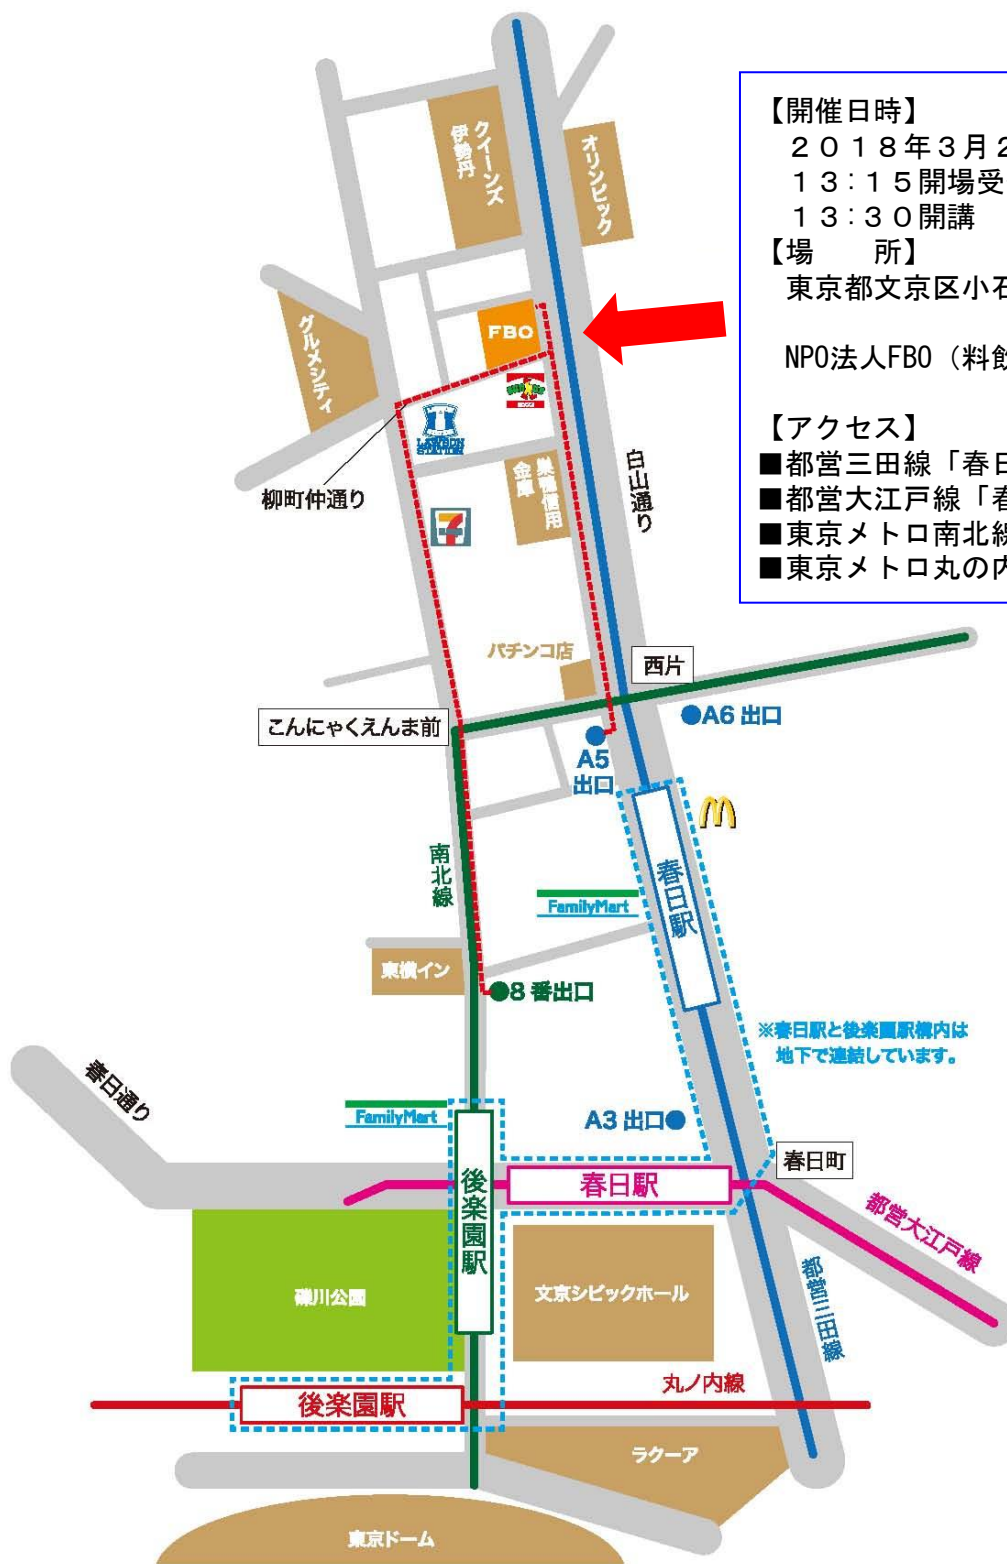 【開催日時】
２０１８年３月２
１３：１５開場受
１３：３０開講
【場　　所】
東京都文京区小石
NPO法人FBO（料飲
【アクセス】
■都営三田線「春日
■都営大江戸線「春
■東京メトロ南北線
■東京メトロ丸の内
クイーンズ
伊勢丹
オリンピック
グルメシティ
FBO
LAWSON
STATION
柳町仲通り
巣鴨信用
金庫
白山通り
7
パチンコ店
西片
こんにゃくえんま前
A6 出口
A5
出口
南北線
春日駅
FamilyMart
東横イン
8 番出口
※春日駅と後楽園駅構内は
地下で連結しています。
春日通り
FamilyMart
A3 出口
春日町
後楽園駅
春日駅
都営大江戸線
礫川公園
文京シビックホール
都営三田線
丸ノ内線
後楽園駅
ラクーア
東京ドーム